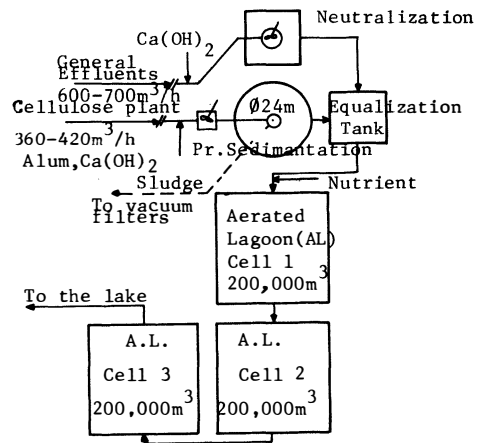 Neutralization
Ca(OH)2
General
Effluents
600-700m3/h
Cellulose plant
Ø24m
Equalization
Tank
360-420m3/h
Alum,Ca(OH)2
Pr.Sedimantation
Sludge
Nutrient
To vacuum
filters
Aerated
Lagoon(AL)
Cell 1
200,000m3
To the lake
A.L.
Cell 3
200,000m3
A.L.
Cell 2
200,000m3